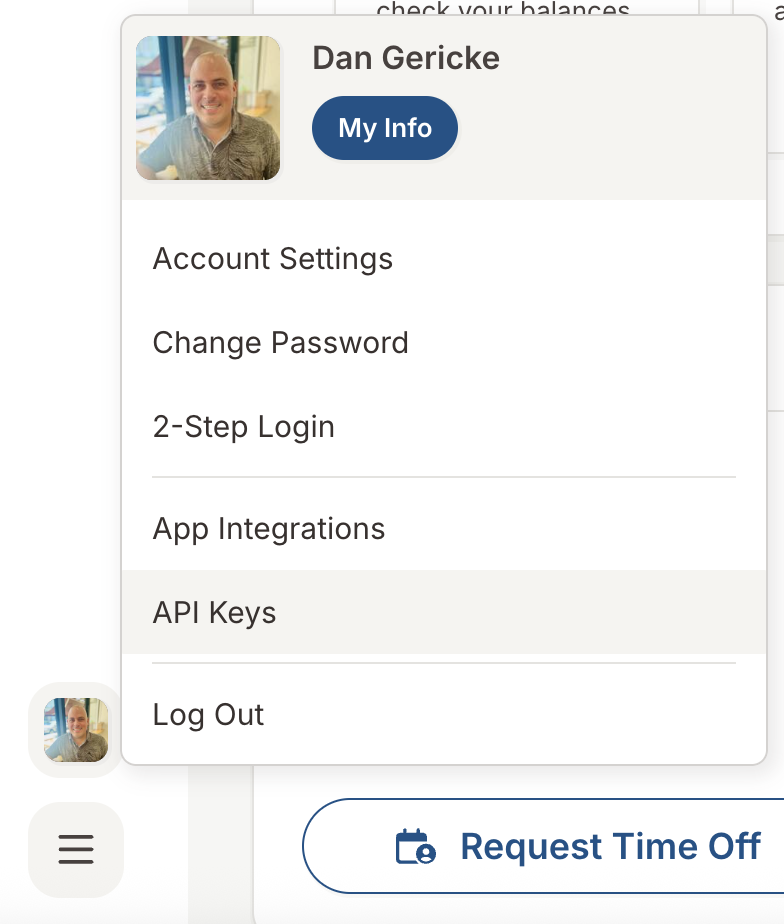 check your balances
Dan Gericke
My Info
Account Settings
Change Password
2-Step Login
App Integrations
API Keys
Log Out
Request Time Off